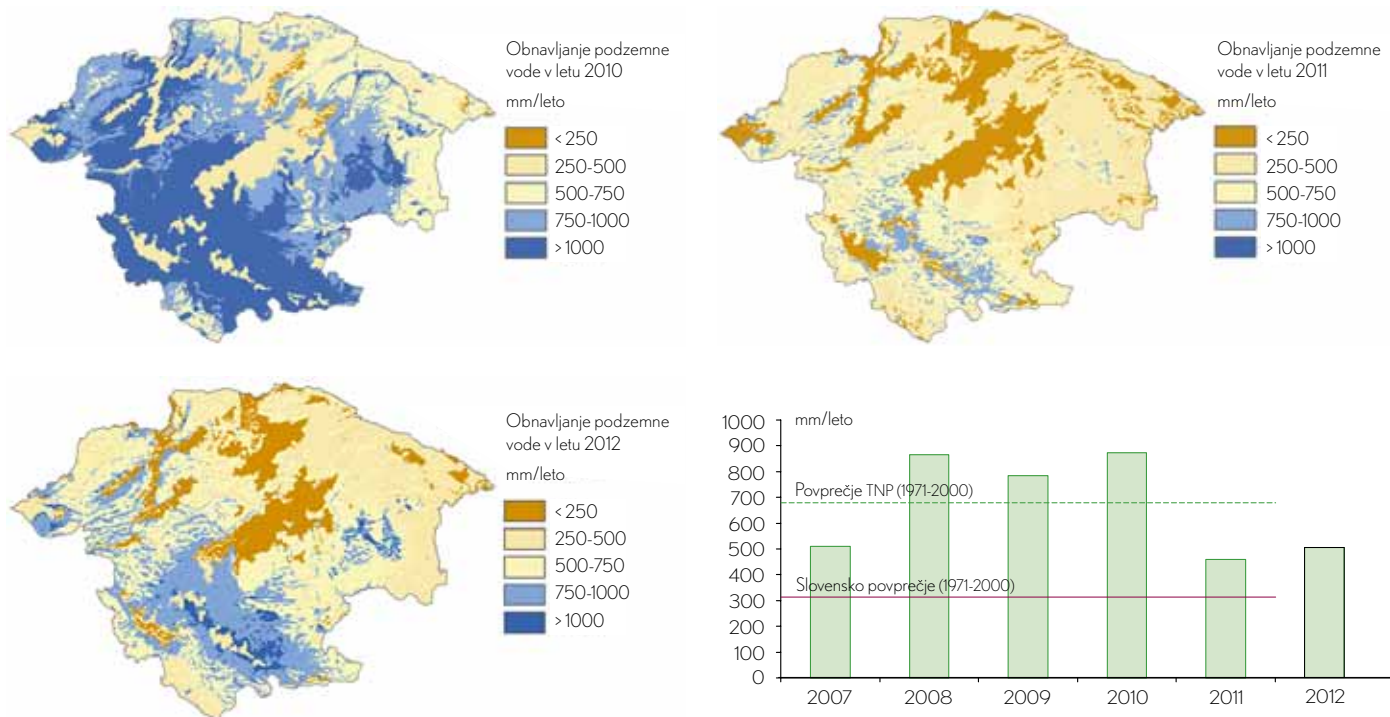 Obnavljanje podzemne
vode v letu 2010
mm/leto
< 250
250-500
500-750
750-1000
> 1000
Obnavljanje podzemne
vode v letu 2011
mm/leto
< 250
250-500
500-750
750-1000
> 1000
Obnavljanje podzemne
vode v letu 2012
mm/leto
< 250
250-500
500-750
750-1000
> 1000
mm/leto
1000
900
800
700
600
500
400
300
200
100
0
Povprečje TNP (1971-2000)
Slovensko povprečje (1971-2000)
2007 2008 2009 2010 2011 2012